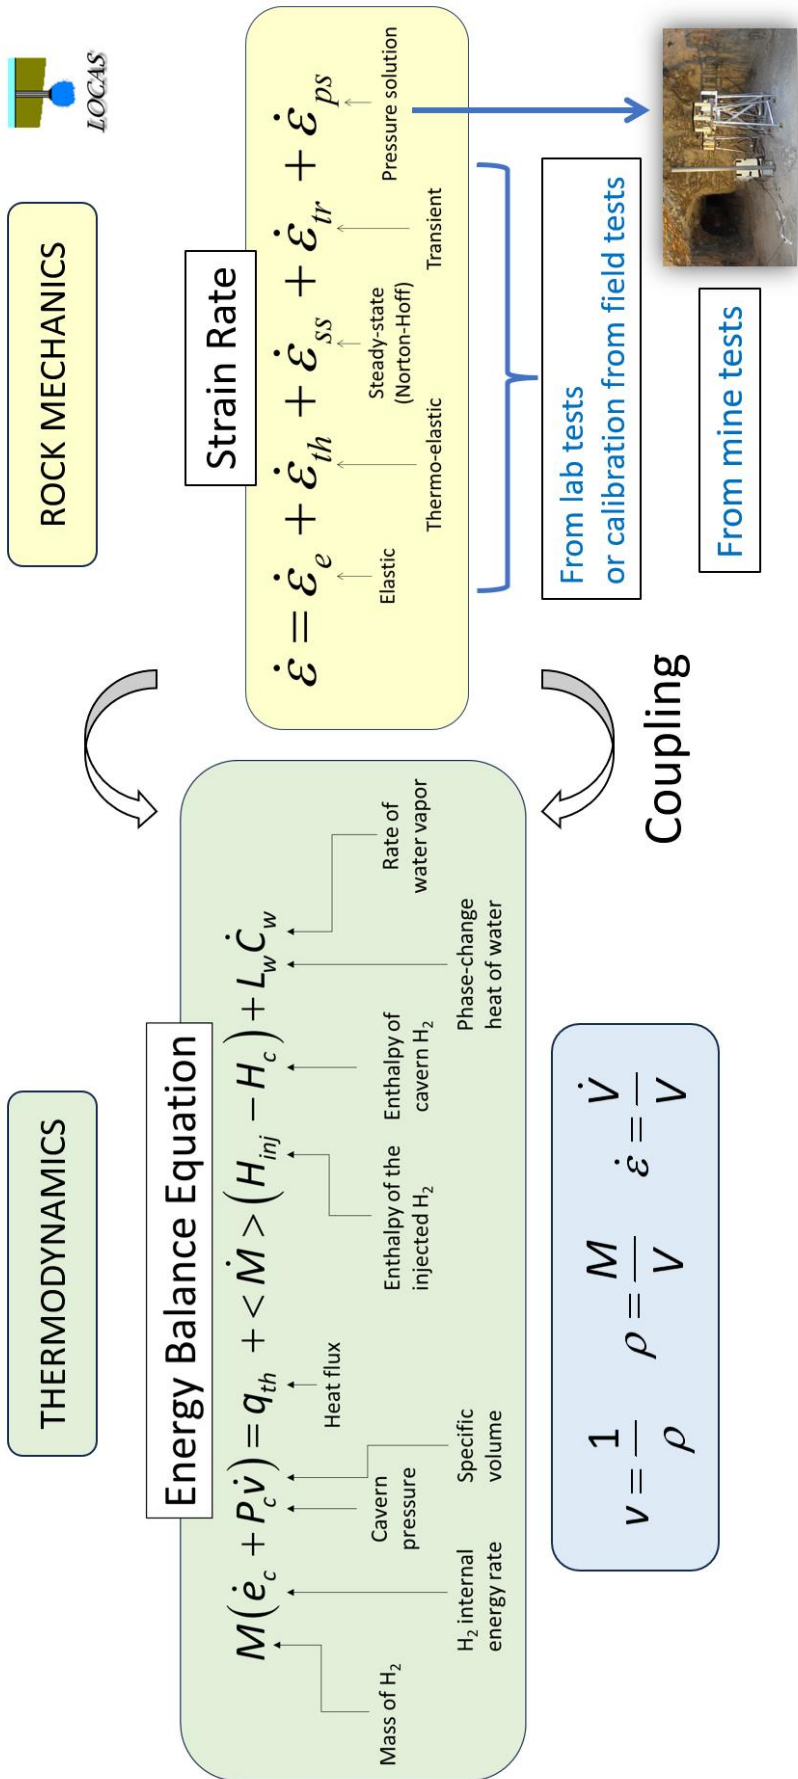 THERMODYNAMICS
Energy Balance Equation
M(ė_c + P_c v̇) = q_th + < Ṁ > (H_inj − H_c) + L_w Ċ_w
Mass of H₂
H₂ internal
energy rate
Cavern
pressure
Specific
volume
Heat flux
Enthalpy of the
injected H₂
Enthalpy of
cavern H₂
Phase-change
heat of water
Rate of
water vapor
v = 1/ρ ρ = M/V ε̇ = V̇/V
Coupling
ROCK MECHANICS
LOCAS
Strain Rate
ε̇ = ε̇_e + ε̇_th + ε̇_ss + ε̇_tr + ε̇_ps
Elastic
Thermo-elastic
Steady-state
(Norton-Hoff)
Transient
Pressure solution
From lab tests
or calibration from field tests
From mine tests